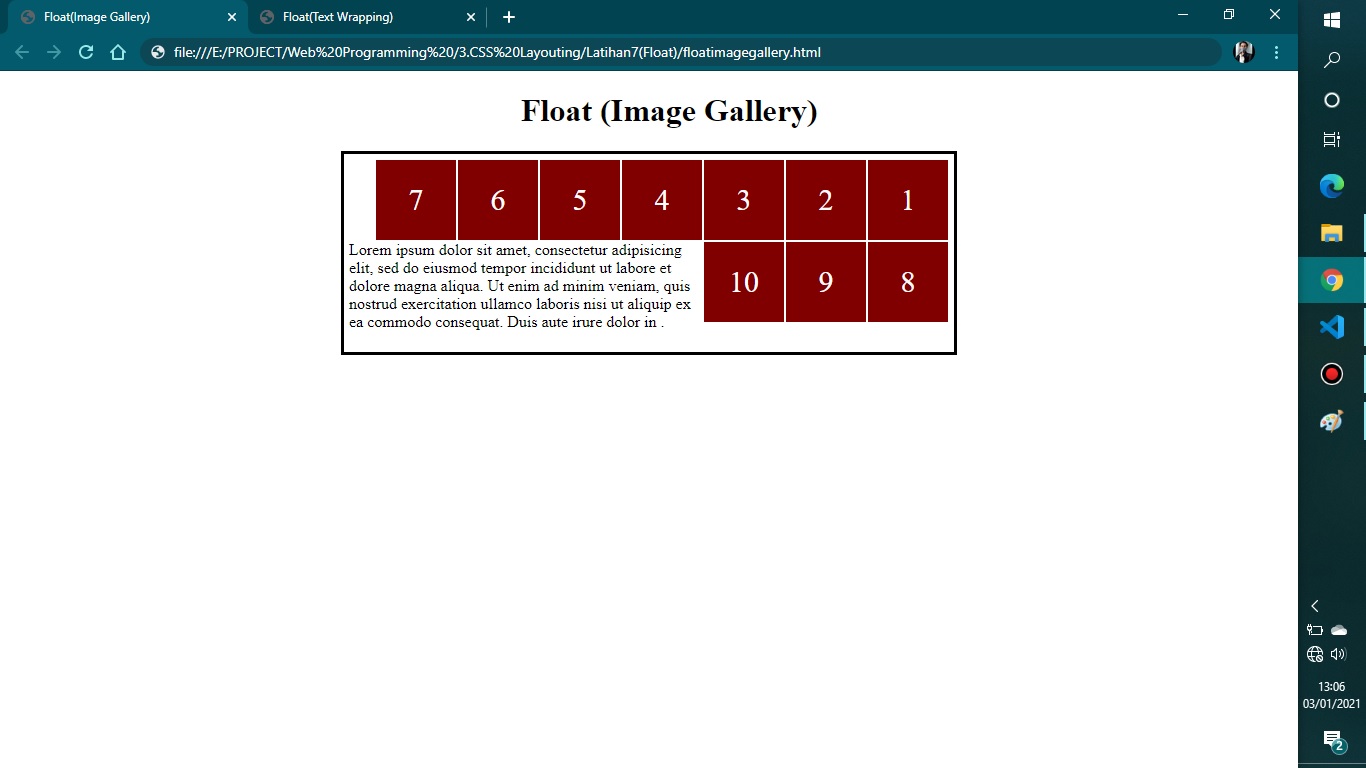 Float(Image Gallery)
Float(Text Wrapping)
file:///E:/PROJECT/Web%20Programming%20/3.CSS%20Layouting/Latihan7(Float)/floatimagegallery.html
Float (Image Gallery)
7 6 5 4 3 2 1
10 9 8
Lorem ipsum dolor sit amet, consectetur adipisicing
elit, sed do eiusmod tempor incididunt ut labore et
dolore magna aliqua. Ut enim ad minim veniam, quis
nostrud exercitation ullamco laboris nisi ut aliquip ex
ea commodo consequat. Duis aute irure dolor in .
13:06
03/01/2021
2